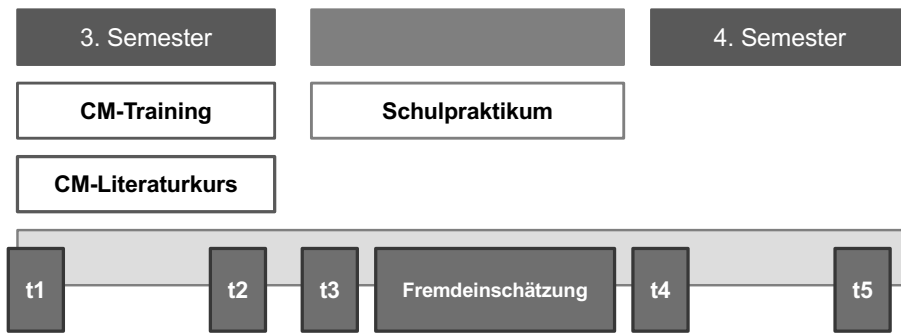 3. Semester
4. Semester
CM-Training
Schulpraktikum
CM-Literaturkurs
t1
t2
t3
Fremdeinschätzung
t4
t5